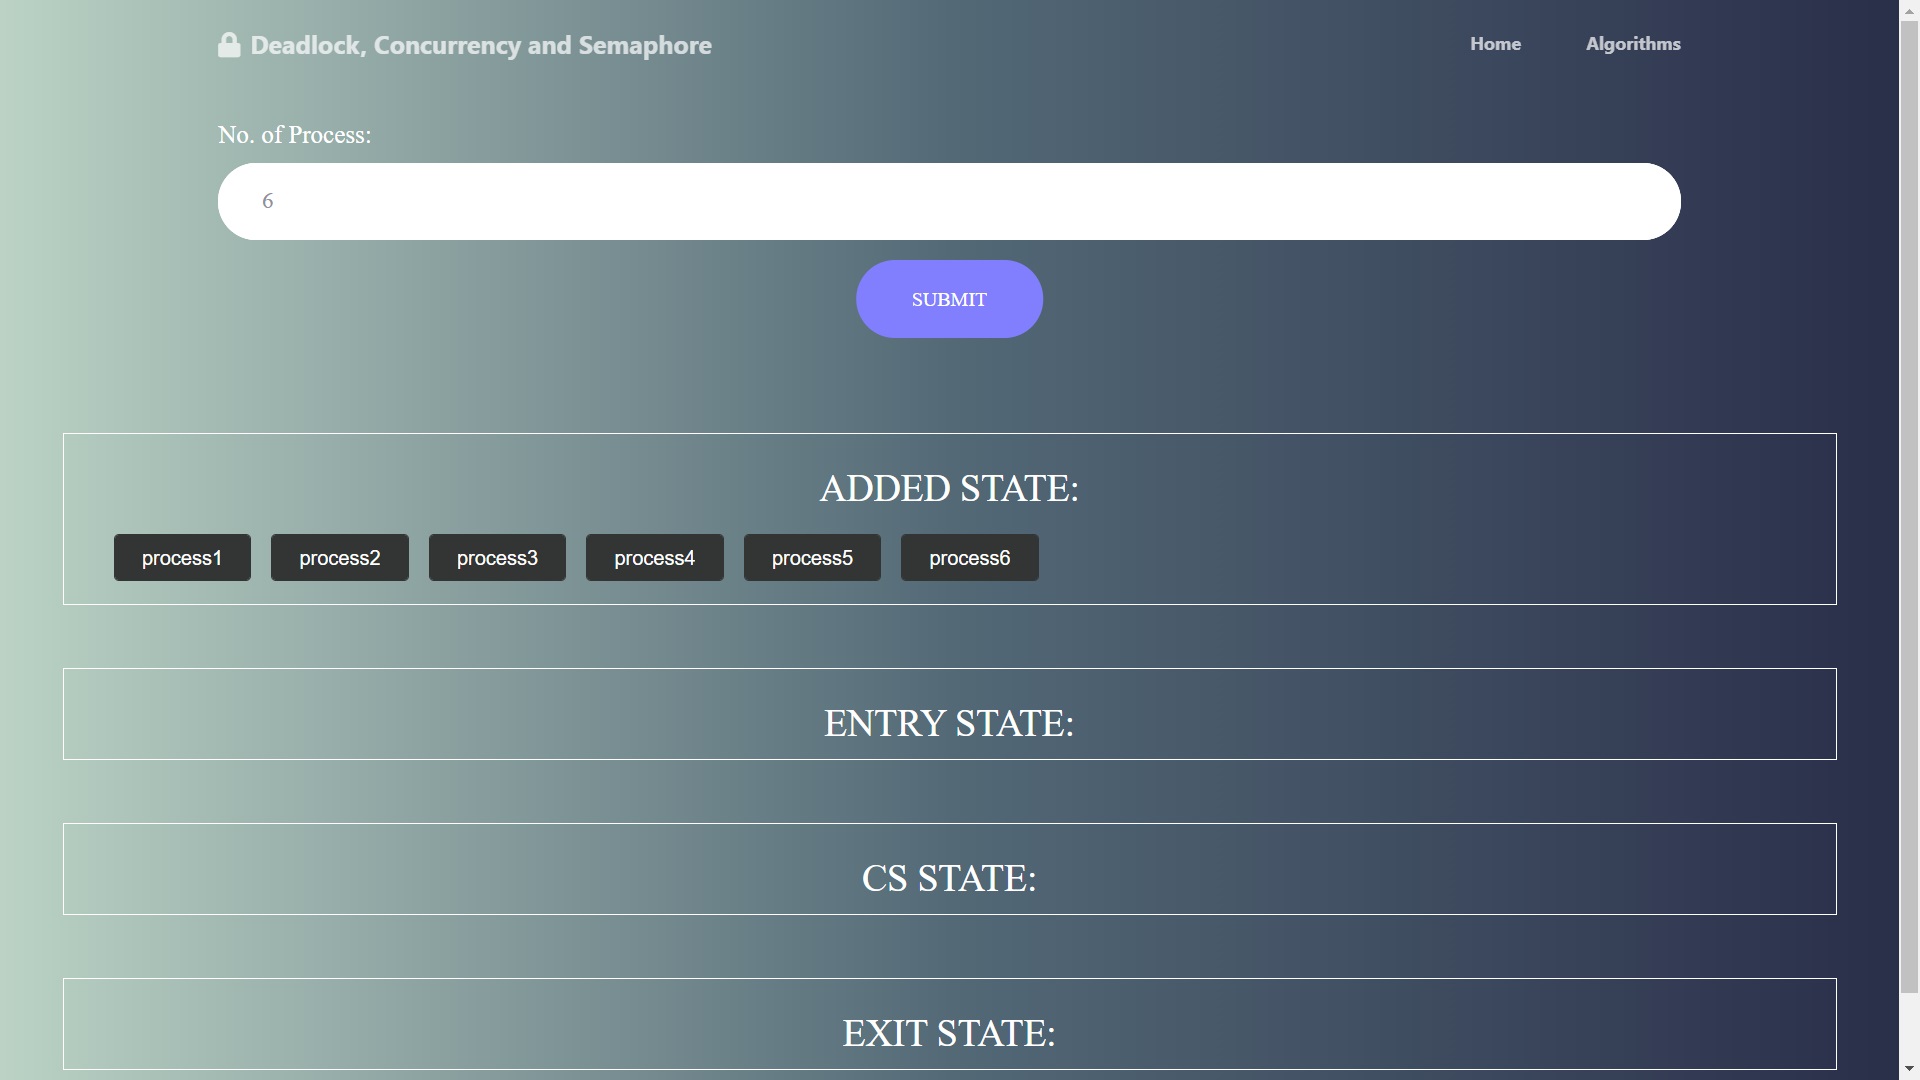 Deadlock, Concurrency and Semaphore Home Algorithms
No. of Process:
6
SUBMIT
ADDED STATE:
process1 process2 process3 process4 process5 process6
ENTRY STATE:
CS STATE:
EXIT STATE: